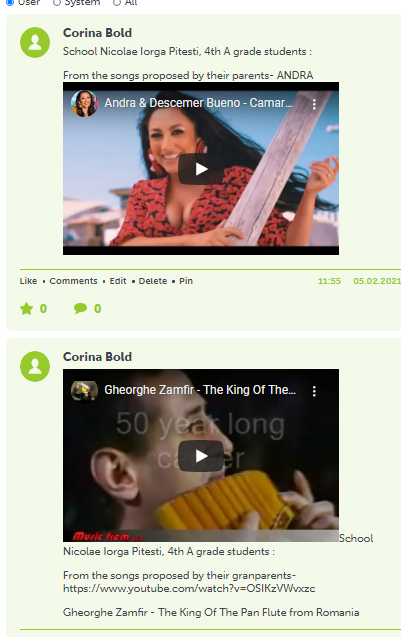 User System All
Corina Bold
School Nicolae Iorga Pitesti, 4th A grade students :
From the songs proposed by their parents- ANDRA
Andra & Descemer Bueno - Camar...
Like • Comments • Edit • Delete • Pin 11:55 05.02.2021
0 0
Corina Bold
Gheorghe Zamfir - The King Of The...
50 year long
career
Music from...
School
Nicolae Iorga Pitesti, 4th A grade students :
From the songs proposed by their granparents-
https://www.youtube.com/watch?v=OSIKzVWvxzc
Gheorghe Zamfir - The King Of The Pan Flute from Romania